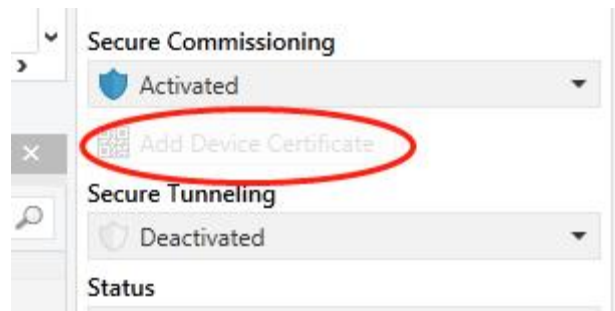 Secure Commissioning
Activated
Add Device Certificate
Secure Tunneling
Deactivated
Status